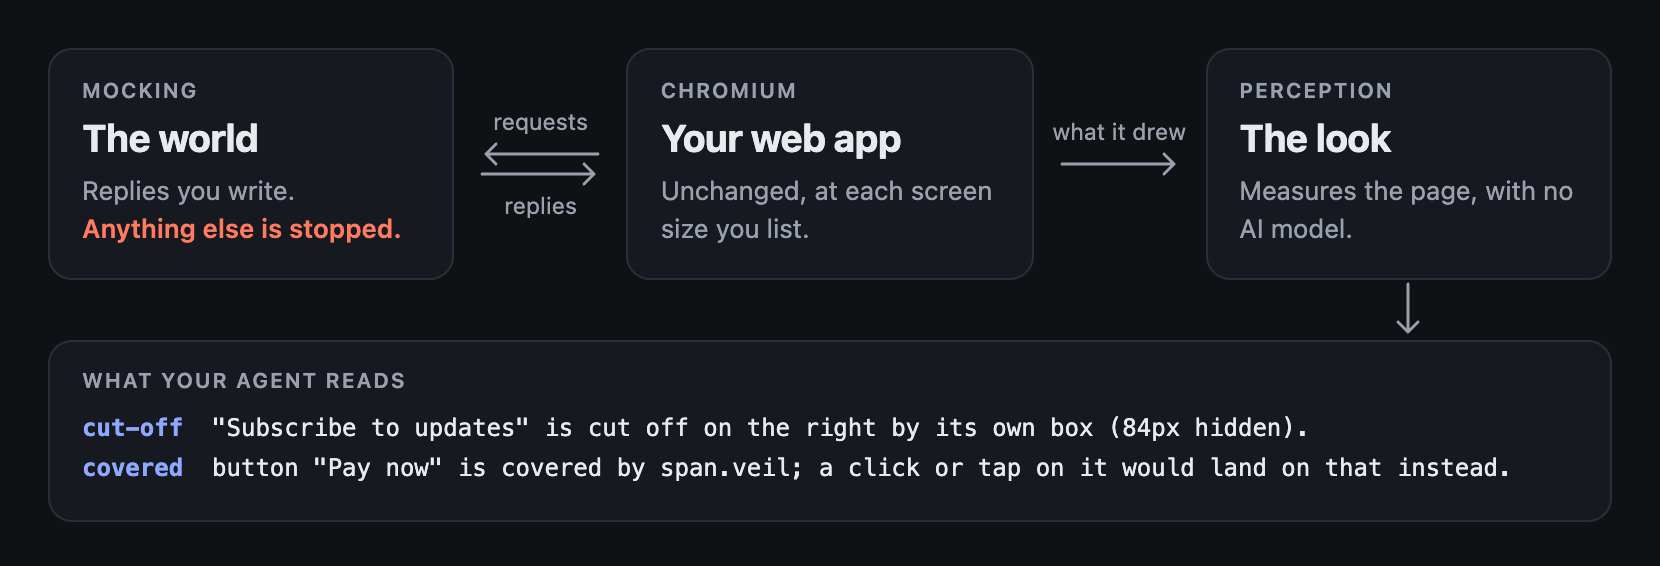 MOCKING
The world
Replies you write.
Anything else is stopped.
requests
replies
CHROMIUM
Your web app
Unchanged, at each screen
size you list.
what it drew
PERCEPTION
The look
Measures the page, with no
AI model.
WHAT YOUR AGENT READS
cut-off "Subscribe to updates" is cut off on the right by its own box (84px hidden).
covered button "Pay now" is covered by span.veil; a click or tap on it would land on that instead.